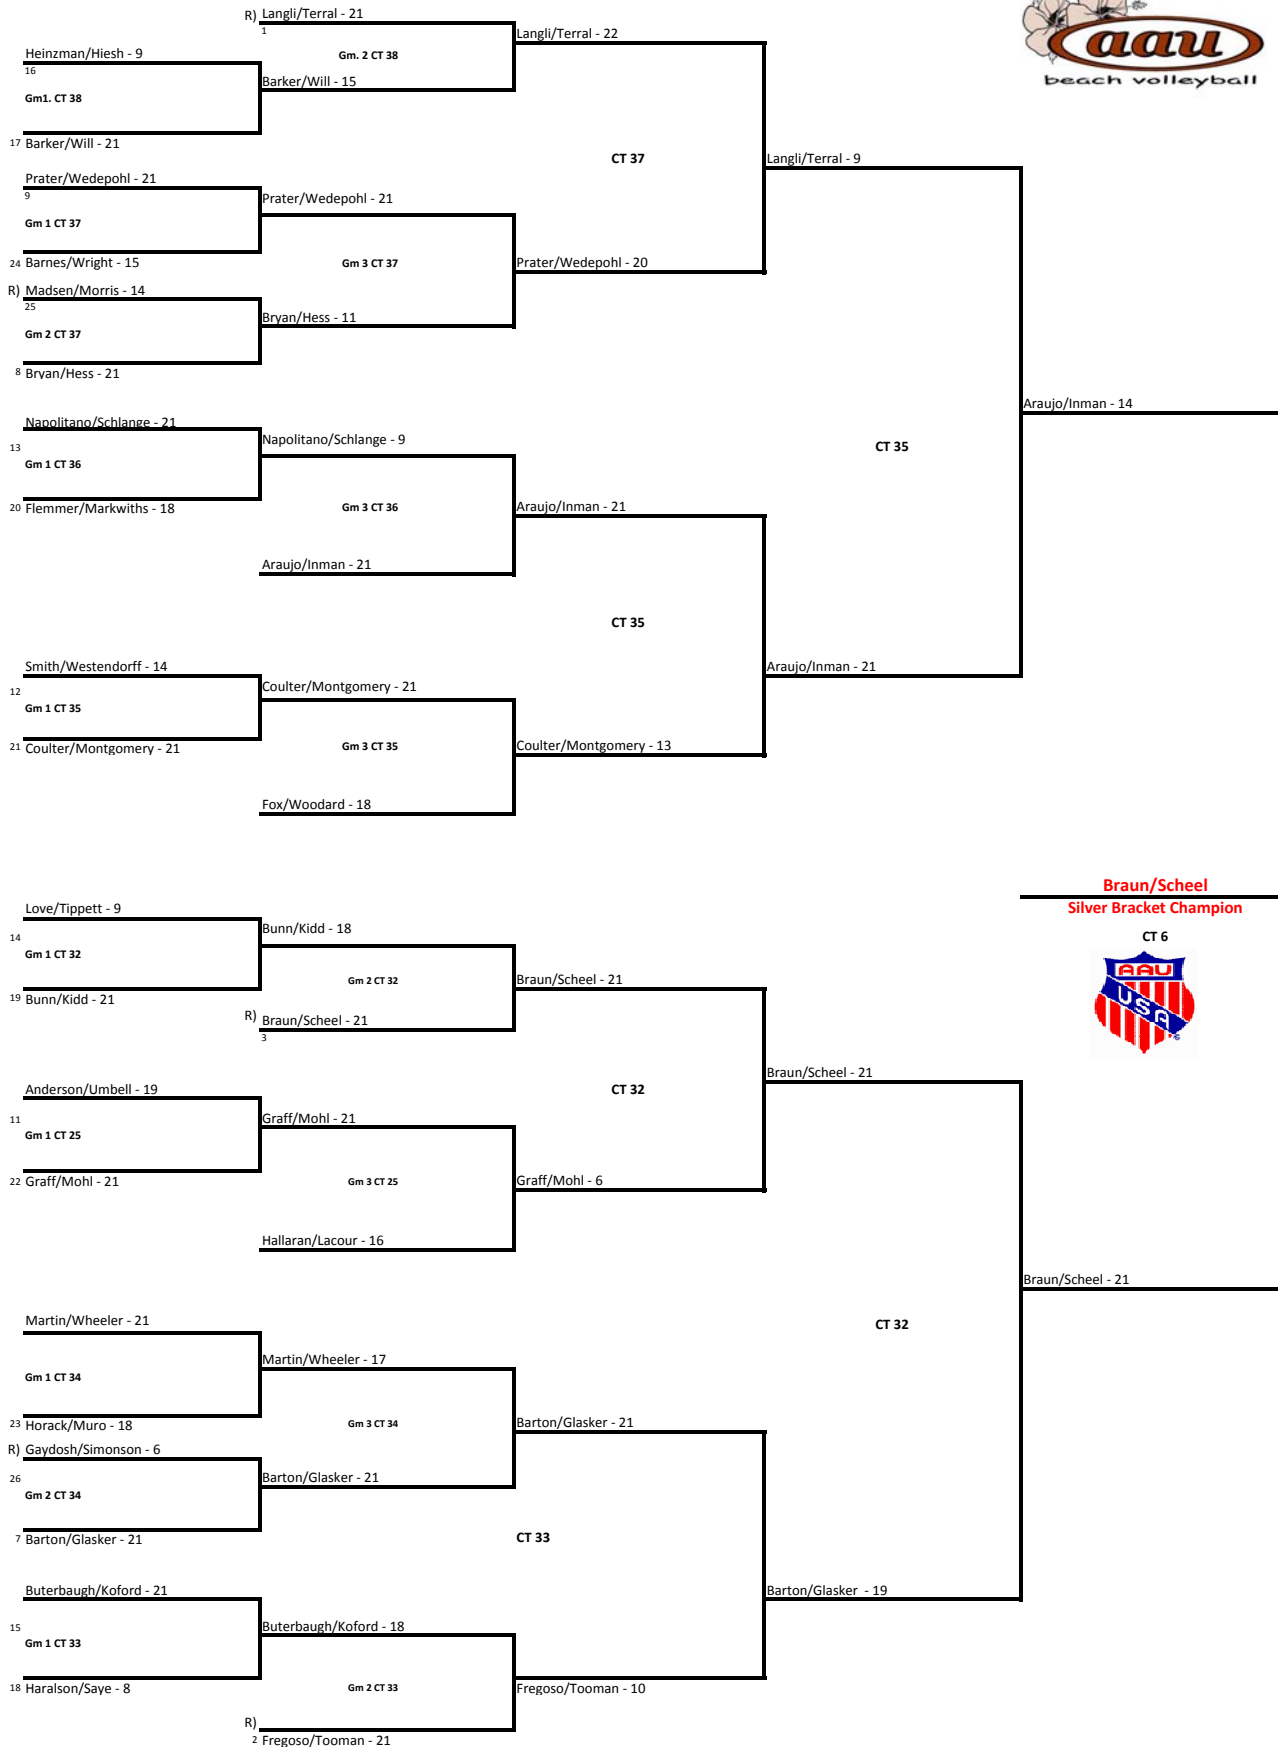 R) Langli/Terral - 21
1
Langli/Terral - 22
aau
beach volleyball
Heinzman/Hiesh - 9
16
Gm. 2 CT 38
Gm1. CT 38
Barker/Will - 15
17 Barker/Will - 21
CT 37
Langli/Terral - 9
Prater/Wedepohl - 21
9
Prater/Wedepohl - 21
Gm 1 CT 37
24 Barnes/Wright - 15
Gm 3 CT 37
Prater/Wedepohl - 20
R) Madsen/Morris - 14
25
Bryan/Hess - 11
Gm 2 CT 37
8 Bryan/Hess - 21
Araujo/Inman - 14
Napolitano/Schlange - 21
13
Napolitano/Schlange - 9
CT 35
Gm 1 CT 36
20 Flemmer/Markwiths - 18
Gm 3 CT 36
Araujo/Inman - 21
Araujo/Inman - 21
CT 35
Smith/Westendorff - 14
Araujo/Inman - 21
12
Coulter/Montgomery - 21
Gm 1 CT 35
21 Coulter/Montgomery - 21
Gm 3 CT 35
Coulter/Montgomery - 13
Fox/Woodard - 18
Braun/Scheel
Silver Bracket Champion
Love/Tippett - 9
14
Bunn/Kidd - 18
CT 6
Gm 1 CT 32
AAU
USA
Gm 2 CT 32
Braun/Scheel - 21
19 Bunn/Kidd - 21
R) Braun/Scheel - 21
3
Braun/Scheel - 21
Anderson/Umbell - 19
CT 32
11
Graff/Mohl - 21
Gm 1 CT 25
22 Graff/Mohl - 21
Gm 3 CT 25
Graff/Mohl - 6
Hallaran/Lacour - 16
Braun/Scheel - 21
Martin/Wheeler - 21
CT 32
Martin/Wheeler - 17
Gm 1 CT 34
23 Horack/Muro - 18
Gm 3 CT 34
Barton/Glasker - 21
R) Gaydosh/Simonson - 6
26
Barton/Glasker - 21
Gm 2 CT 34
7 Barton/Glasker - 21
CT 33
Buterbaugh/Koford - 21
Barton/Glasker - 19
15
Buterbaugh/Koford - 18
Gm 1 CT 33
18 Haralson/Saye - 8
Gm 2 CT 33
Fregoso/Tooman - 10
R)
2 Fregoso/Tooman - 21